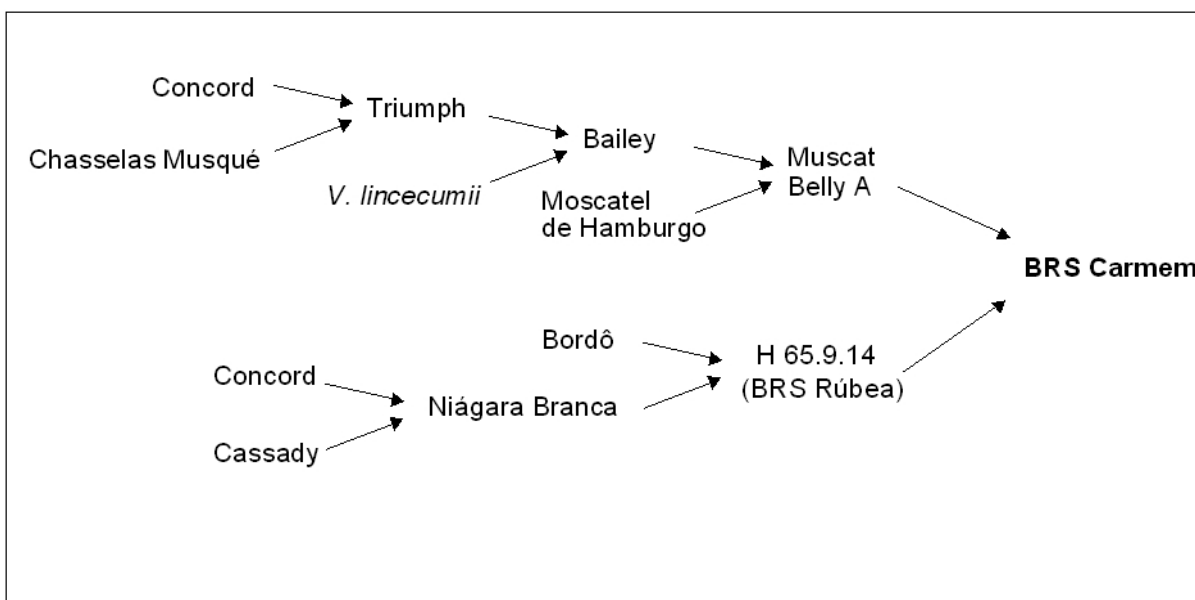 Concord
Triumph
Chasselas Musqué
Bailey
V. lincecumii
Muscat
Belly A
Moscatel
de Hamburgo
BRS Carmem
Bordô
H 65.9.14
(BRS Rúbea)
Concord
Niágara Branca
Cassady